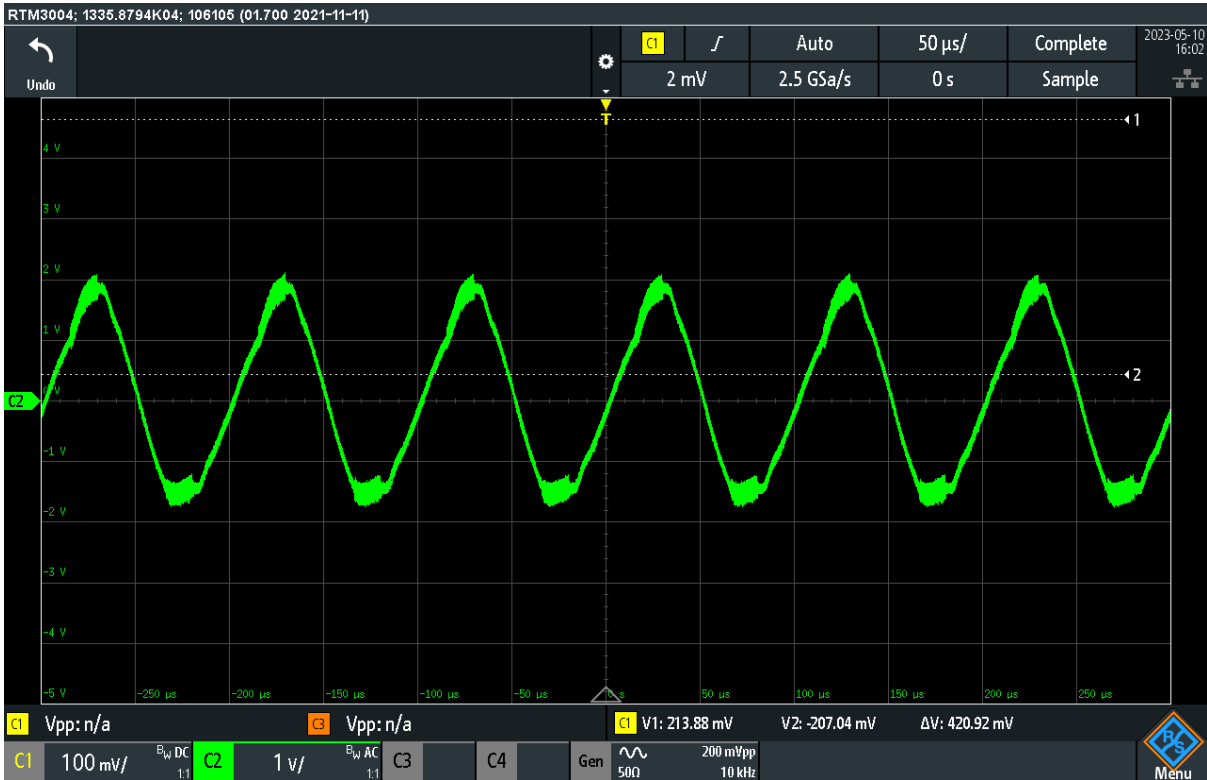 RTM3004; 1335.8794K04; 106105 (01.700 2021-11-11)
Undo
C1 Auto 50 µs/ Complete
2 mV 2.5 GSa/s 0 s Sample
2023-05-10
16:02
T
1
4 V
3 V
2 V
1 V
2
0 V
C2
-1 V
-2 V
-3 V
-4 V
-5 V -250 µs -200 µs -150 µs -100 µs -50 µs 0 s 50 µs 100 µs 150 µs 200 µs 250 µs
C1 Vpp: n/a C3 Vpp: n/a C1 V1: 213.88 mV V2: -207.04 mV ΔV: 420.92 mV
C1 100 mV/ BW DC 1:1 C2 1 V/ BW AC 1:1 C3 C4 Gen 50Ω 200 mVpp 10 kHz
R&S
Menu